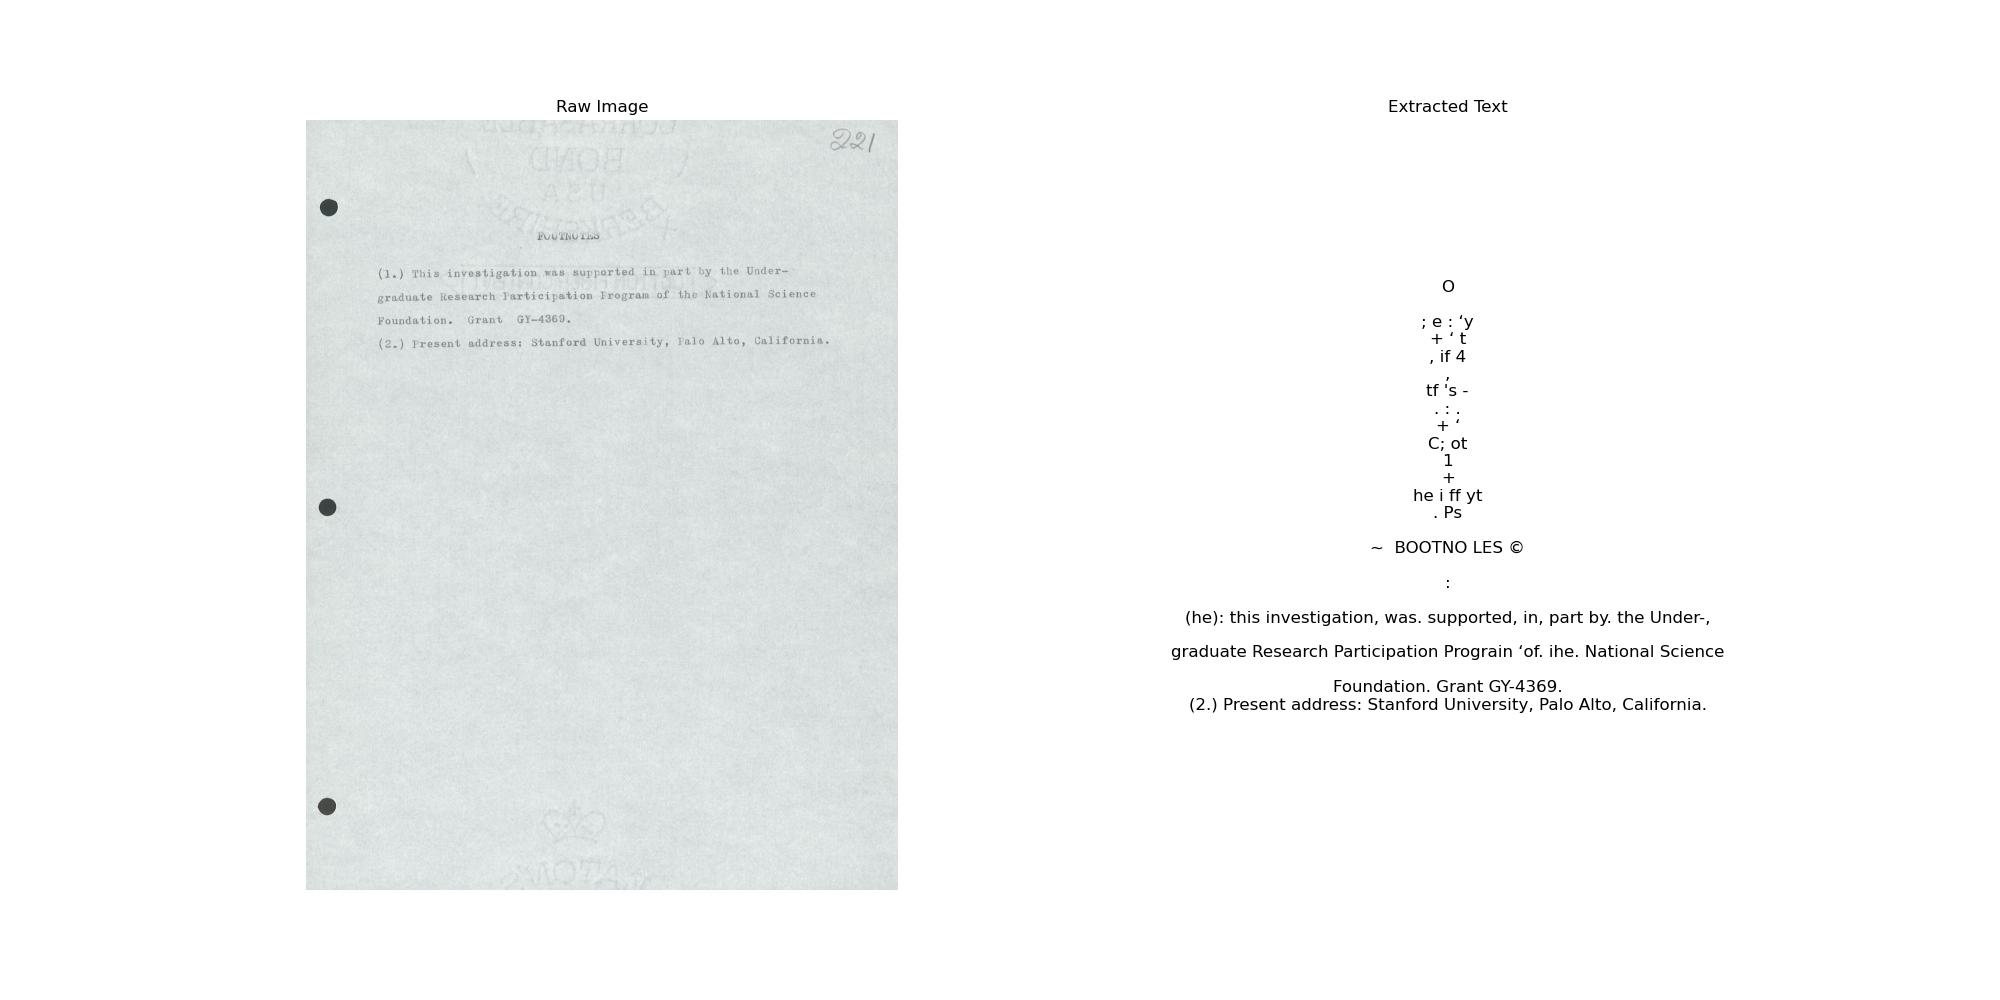 Raw Image
221
BOND
USA
BERKSHIRE
FOOTNOTES
(1.) This investigation was supported in part by the Under-
graduate Research Participation Program of the National Science
Foundation. Grant GY-4369.
(2.) Present address: Stanford University, Palo Alto, California.
Extracted Text
O
; e : ‘y
+ ‘ t
, if 4
,
tf 's -
. : .
+ ‘
C; ot
1
+
he i ff yt
. Ps
~ BOOTNO LES ©
:
(he): this investigation, was. supported, in, part by. the Under-,
graduate Research Participation Prograin ‘of. ihe. National Science
Foundation. Grant GY-4369.
(2.) Present address: Stanford University, Palo Alto, California.